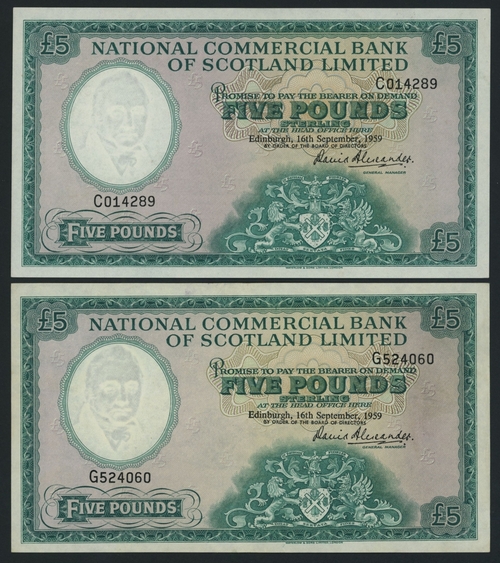 £5 £5
NATIONAL COMMERCIAL BANK
OF SCOTLAND LIMITED
C014289
PROMISE TO PAY THE BEARER ON DEMAND
FIVE POUNDS
STERLING
AT THE HEAD OFFICE HERE
Edinburgh, 16th September, 1959
BY ORDER OF THE BOARD OF DIRECTORS
David Alexander.
GENERAL MANAGER
C014289
FIVE POUNDS
£5
£5 £5
NATIONAL COMMERCIAL BANK
OF SCOTLAND LIMITED
G524060
PROMISE TO PAY THE BEARER ON DEMAND
FIVE POUNDS
STERLING
AT THE HEAD OFFICE HERE
Edinburgh, 16th September, 1959
BY ORDER OF THE BOARD OF DIRECTORS
David Alexander.
GENERAL MANAGER
G524060
FIVE POUNDS
£5